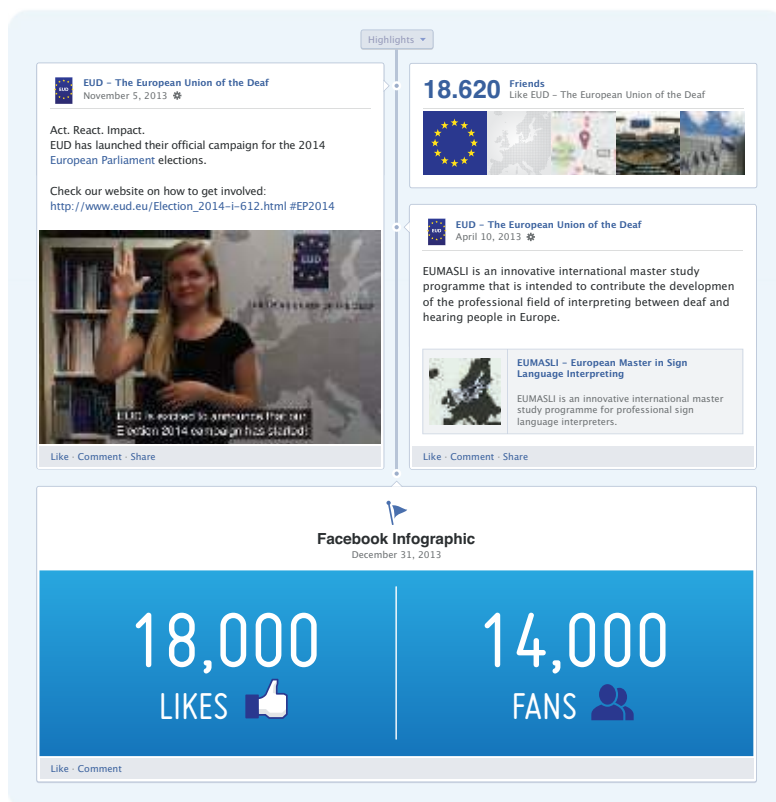 Highlights
EUD – The European Union of the Deaf
November 5, 2013
Act. React. Impact.
EUD has launched their official campaign for the 2014
European Parliament elections.
Check our website on how to get involved:
http://www.eud.eu/Election_2014-i-612.html #EP2014
EUD
EUD is excited to announce that our
Election 2014 campaign has started!
Like · Comment · Share
18.620 Friends
Like EUD – The European Union of the Deaf
EUD – The European Union of the Deaf
April 10, 2013
EUMASLI is an innovative international master study
programme that is intended to contribute the developmen
of the professional field of interpreting between deaf and
hearing people in Europe.
EUMASLI – European Master in Sign
Language Interpreting
EUMASLI is an innovative international master
study programme for professional sign
language interpreters.
Like · Comment · Share
Facebook Infographic
December 31, 2013
18,000
LIKES
14,000
FANS
Like · Comment